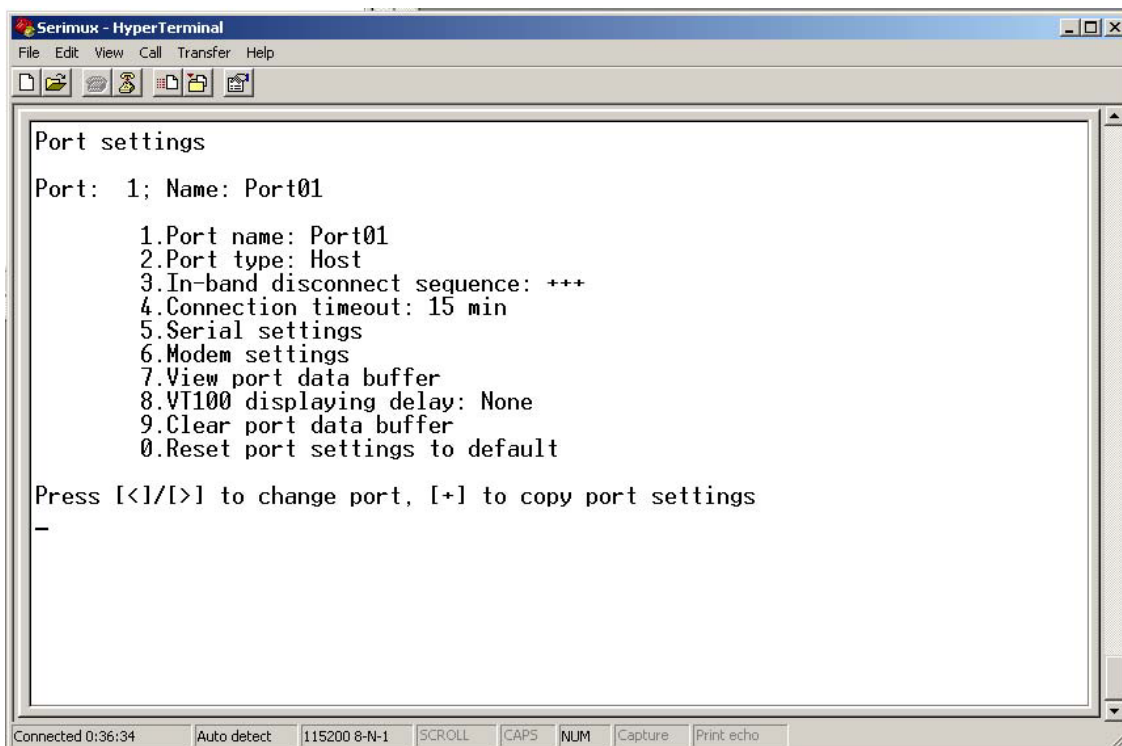 Serimux - HyperTerminal
File Edit View Call Transfer Help
Port settings
Port:  1; Name: Port01
1.Port name: Port01
2.Port type: Host
3.In-band disconnect sequence: +++
4.Connection timeout: 15 min
5.Serial settings
6.Modem settings
7.View port data buffer
8.VT100 displaying delay: None
9.Clear port data buffer
0.Reset port settings to default
Press [<]/[>] to change port, [+] to copy port settings
Connected 0:36:34 Auto detect 115200 8-N-1 SCROLL CAPS NUM Capture Print echo